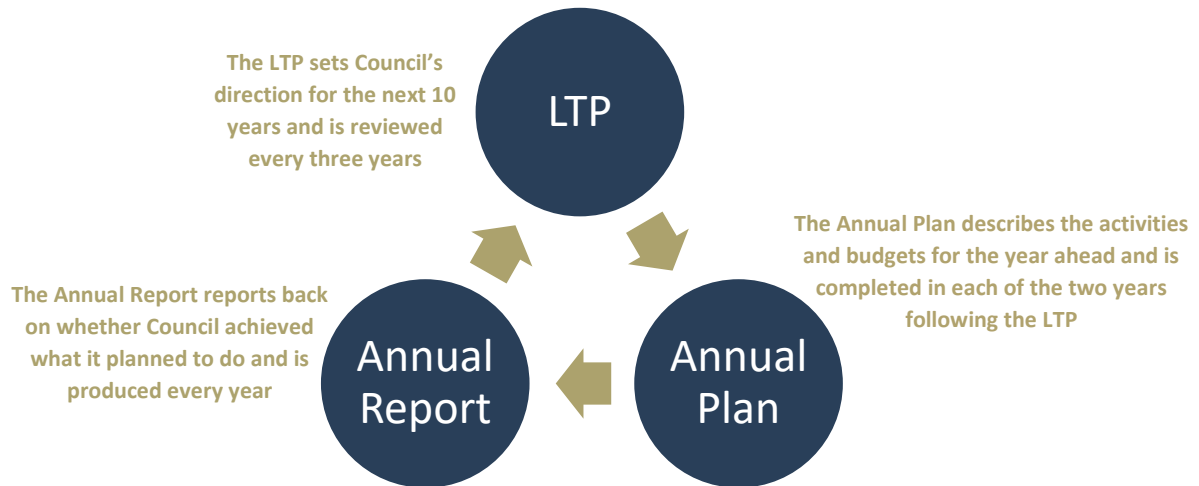 The LTP sets Council’s
direction for the next 10
years and is reviewed
every three years
LTP
The Annual Plan describes the activities
and budgets for the year ahead and is
completed in each of the two years
following the LTP
Annual
Plan
The Annual Report reports back
on whether Council achieved
what it planned to do and is
produced every year
Annual
Report